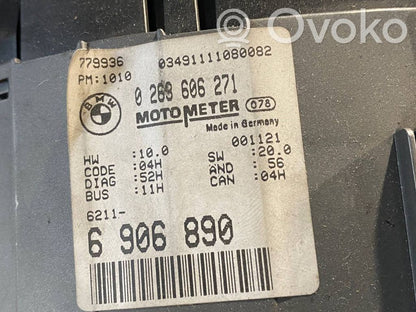 Ovoko
779936 03491111080082
PM:1010
BMW 0 263 606 271
MOTOMETER 078
Made in Germany
001121
HW :10.0 SW :20.0
CODE :04H AND : 56
DIAG :52H CAN :04H
BUS :11H
6211-
6 906 890